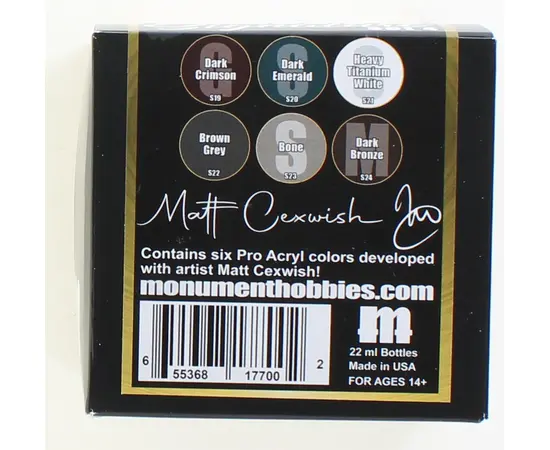 S
Dark
Crimson
S19
S
Dark
Emerald
S20
S
Heavy
Titanium
White
S21
Brown
Grey
S22
S
Bone
S23
M
Dark
Bronze
S24
Matt Cexwish
Contains six Pro Acryl colors developed
with artist Matt Cexwish!
monumenthobbies.com
6 55368 17700 2
m
22 ml Bottles
Made in USA
FOR AGES 14+